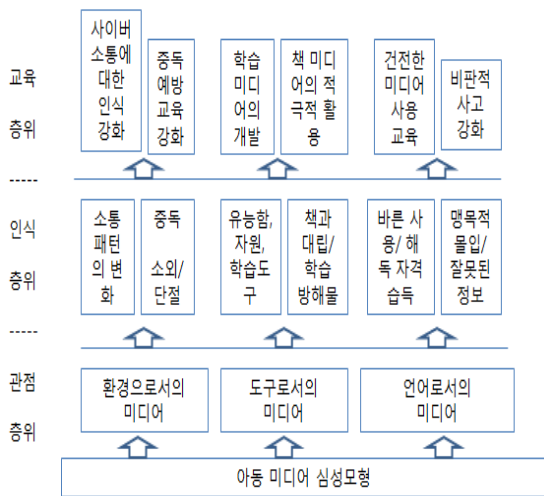 사이버
소통에
대한
인식
강화
중독
예방
교육
강화
학습
미디
어의
개발
책 미디
어의 적
극적 활
용
건전한
미디어
사용
교육
비판적
사고
강화
교육
층위
-----
소통
패턴
의 변
화
중독
소외/
단절
유능함,
자원,
학습도
구
책과
대립/
학습
방해물
바른 사
용/ 해
독 자격
습득
맹목적
몰입/
잘못된
정보
인식
층위
-----
관점
층위
환경으로서의
미디어
도구로서의
미디어
언어로서의
미디어
아동 미디어 심성모형